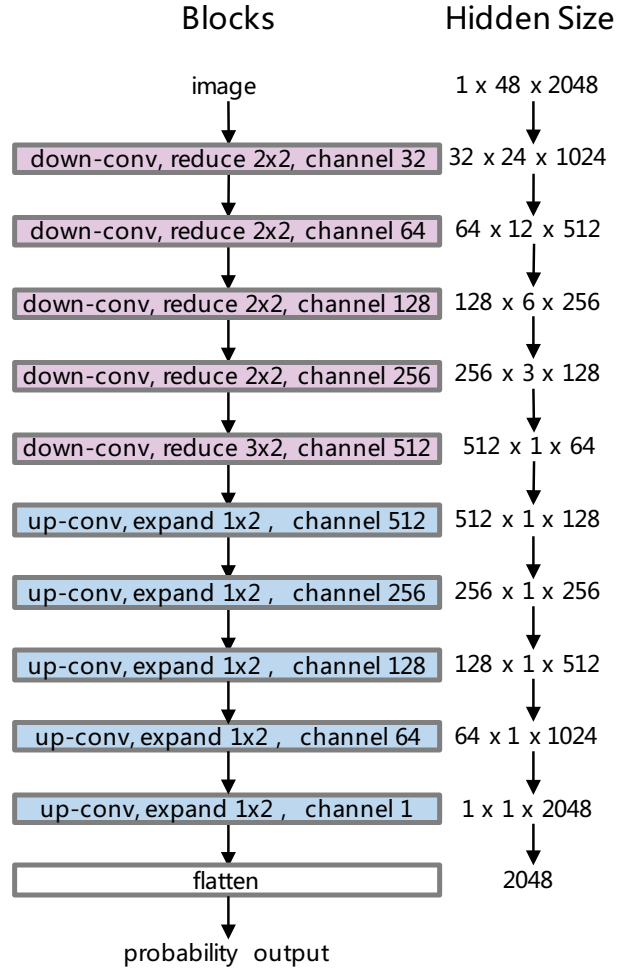 Blocks Hidden Size
image 1 x 48 x 2048
down-conv, reduce 2x2, channel 32 32 x 24 x 1024
down-conv, reduce 2x2, channel 64 64 x 12 x 512
down-conv, reduce 2x2, channel 128 128 x 6 x 256
down-conv, reduce 2x2, channel 256 256 x 3 x 128
down-conv, reduce 3x2, channel 512 512 x 1 x 64
up-conv, expand 1x2 , channel 512 512 x 1 x 128
up-conv, expand 1x2 , channel 256 256 x 1 x 256
up-conv, expand 1x2 , channel 128 128 x 1 x 512
up-conv, expand 1x2 , channel 64 64 x 1 x 1024
up-conv, expand 1x2 , channel 1 1 x 1 x 2048
flatten 2048
probability output